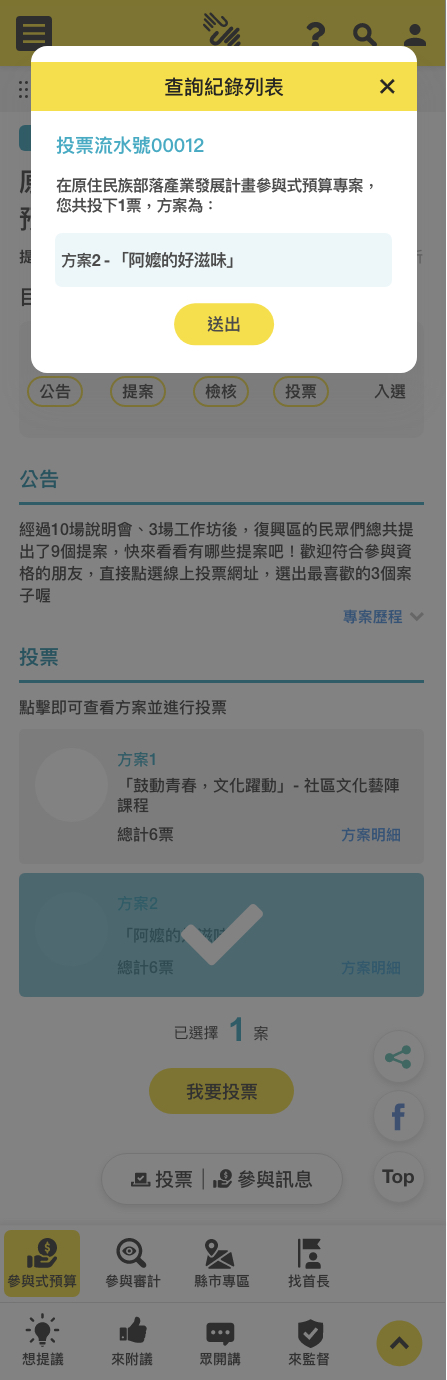 查詢紀錄列表
投票流水號00012
在原住民族部落產業發展計畫參與式預算專案，
您共投下1票，方案為：
方案2 - 「阿嬤的好滋味」
送出
公告 提案 檢核 投票 入選
公告
經過10場說明會、3場工作坊後，復興區的民眾們總共提
出了9個提案，快來看看有哪些提案吧！歡迎符合參與資
格的朋友，直接點選線上投票網址，選出最喜歡的3個案
子喔
專案歷程
投票
點擊即可查看方案並進行投票
方案1
「鼓動青春，文化躍動」- 社區文化藝陣
課程
總計6票 方案明細
方案2
「阿嬤的好滋味
總計6票 方案明細
已選擇 1 案
我要投票
f
投票 | 參與訊息
Top
參與式預算 參與審計 縣市專區 找首長
想提議 來附議 眾開講 來監督